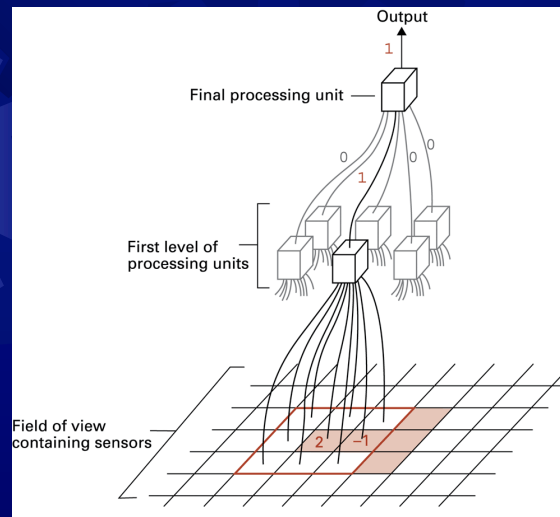 Output
1
Final processing unit
0
0
0
1
First level of
processing units
Field of view
containing sensors
2
−1